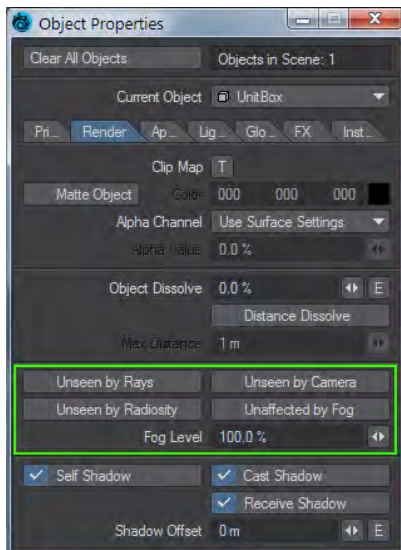 Object Properties
Clear All Objects Objects in Scene: 1
Current Object UnitBox
Pri... Render Ap... Lig... Glo... FX Inst...
Clip Map T
Matte Object Color 000 000 000
Alpha Channel Use Surface Settings
Alpha Value 0.0 %
Object Dissolve 0.0 % E
Distance Dissolve
Max Distance 1 m
Unseen by Rays Unseen by Camera
Unseen by Radiosity Unaffected by Fog
Fog Level 100.0 %
Self Shadow Cast Shadow
Receive Shadow
Shadow Offset 0 m E